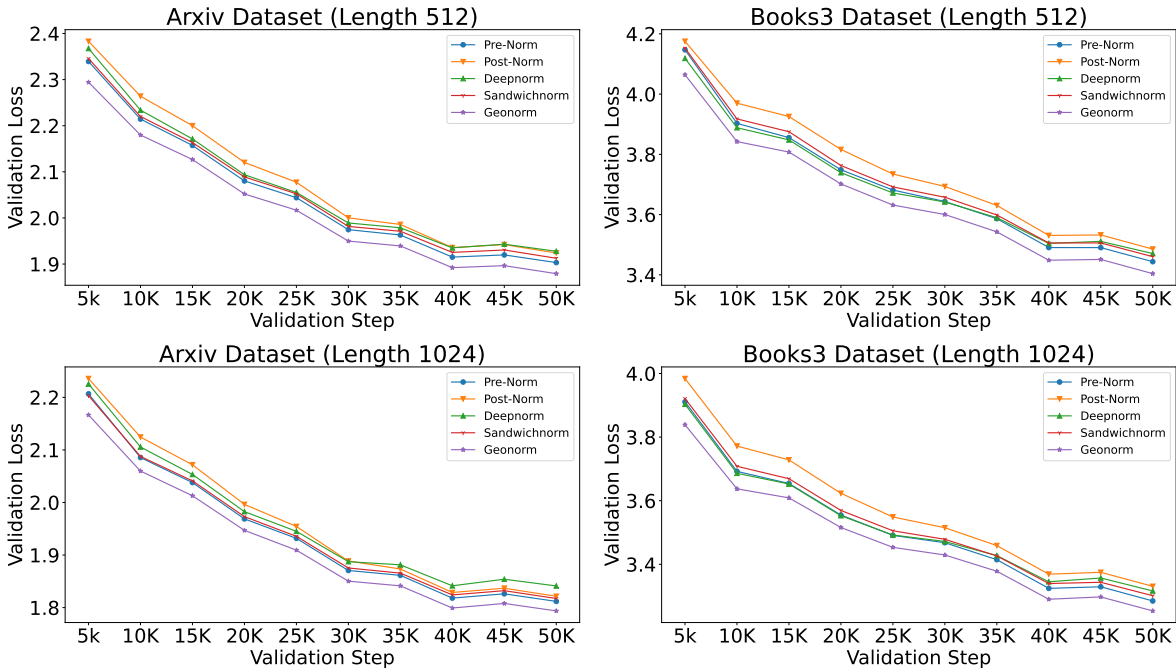 Arxiv Dataset (Length 512)
Validation Loss
2.4
2.3
2.2
2.1
2.0
1.9
Pre-Norm
Post-Norm
Deepnorm
Sandwichnorm
Geonorm
5k 10K 15K 20K 25K 30K 35K 40K 45K 50K
Validation Step
Books3 Dataset (Length 512)
Validation Loss
4.2
4.0
3.8
3.6
3.4
Pre-Norm
Post-Norm
Deepnorm
Sandwichnorm
Geonorm
5k 10K 15K 20K 25K 30K 35K 40K 45K 50K
Validation Step
Arxiv Dataset (Length 1024)
Validation Loss
2.2
2.1
2.0
1.9
1.8
Pre-Norm
Post-Norm
Deepnorm
Sandwichnorm
Geonorm
5k 10K 15K 20K 25K 30K 35K 40K 45K 50K
Validation Step
Books3 Dataset (Length 1024)
Validation Loss
4.0
3.8
3.6
3.4
Pre-Norm
Post-Norm
Deepnorm
Sandwichnorm
Geonorm
5k 10K 15K 20K 25K 30K 35K 40K 45K 50K
Validation Step